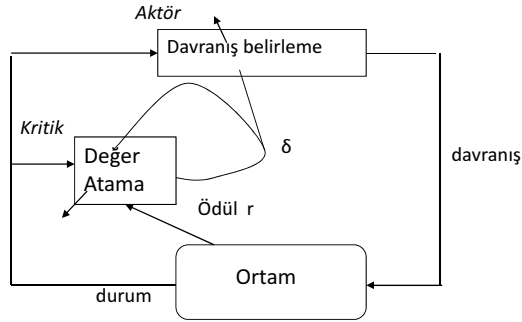 Aktör
Davranış belirleme
Kritik
Değer
Atama
δ
davranış
Ödül r
Ortam
durum